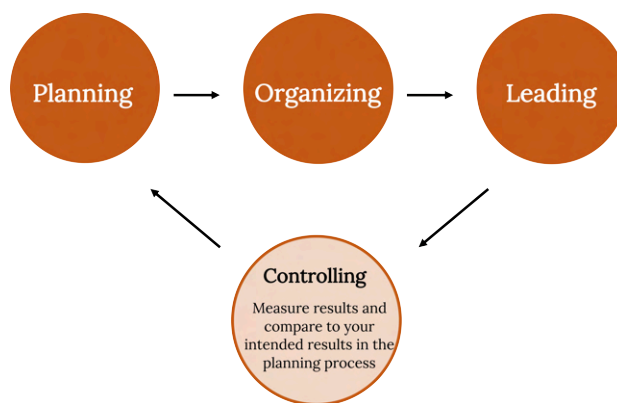 Planning
Organizing
Leading
Controlling
Measure results and
compare to your
intended results in the
planning process